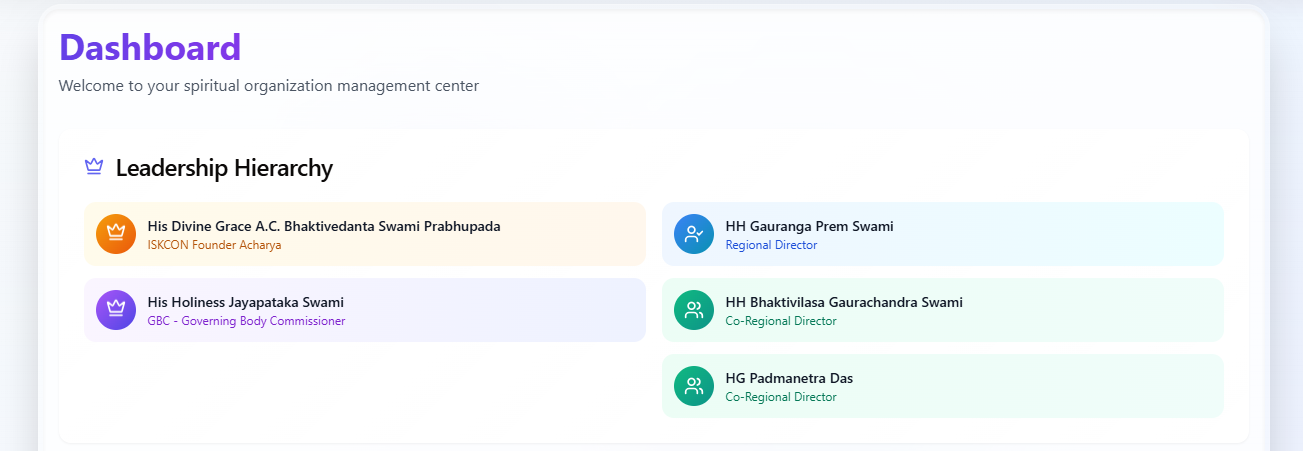 Dashboard
Welcome to your spiritual organization management center
Leadership Hierarchy
His Divine Grace A.C. Bhaktivedanta Swami Prabhupada
ISKCON Founder Acharya
His Holiness Jayapataka Swami
GBC - Governing Body Commissioner
HH Gauranga Prem Swami
Regional Director
HH Bhaktivilasa Gaurachandra Swami
Co-Regional Director
HG Padmanetra Das
Co-Regional Director